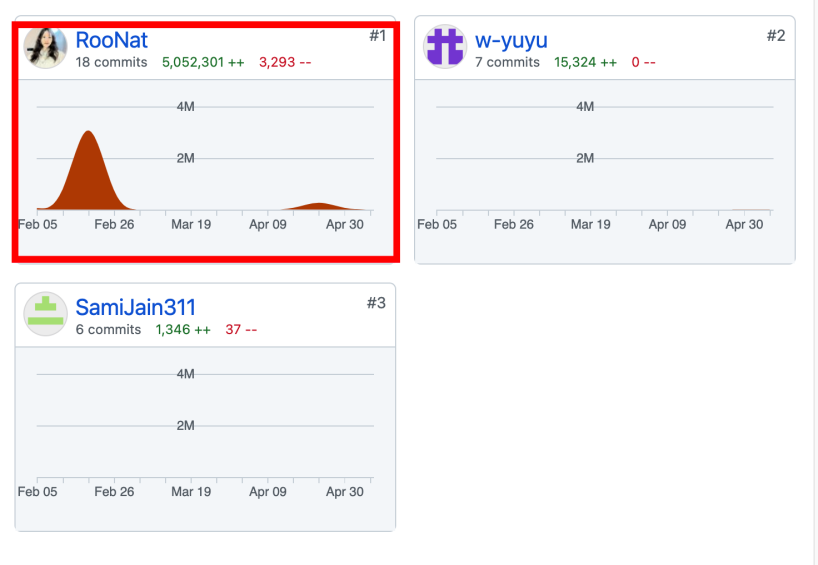 RooNat #1
18 commits 5,052,301 ++ 3,293 --
4M
2M
Feb 05 Feb 26 Mar 19 Apr 09 Apr 30
w-yuyu #2
7 commits 15,324 ++ 0 --
4M
2M
Feb 05 Feb 26 Mar 19 Apr 09 Apr 30
SamiJain311 #3
6 commits 1,346 ++ 37 --
4M
2M
Feb 05 Feb 26 Mar 19 Apr 09 Apr 30